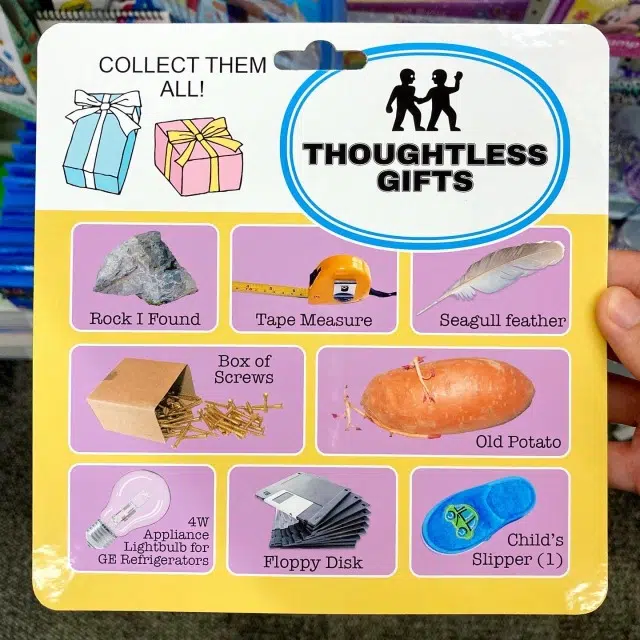 COLLECT THEM
ALL!
THOUGHTLESS
GIFTS
Rock I Found
Tape Measure
Seagull feather
Box of
Screws
Old Potato
4W
Appliance
Lightbulb for
GE Refrigerators
Floppy Disk
Child's
Slipper (1)